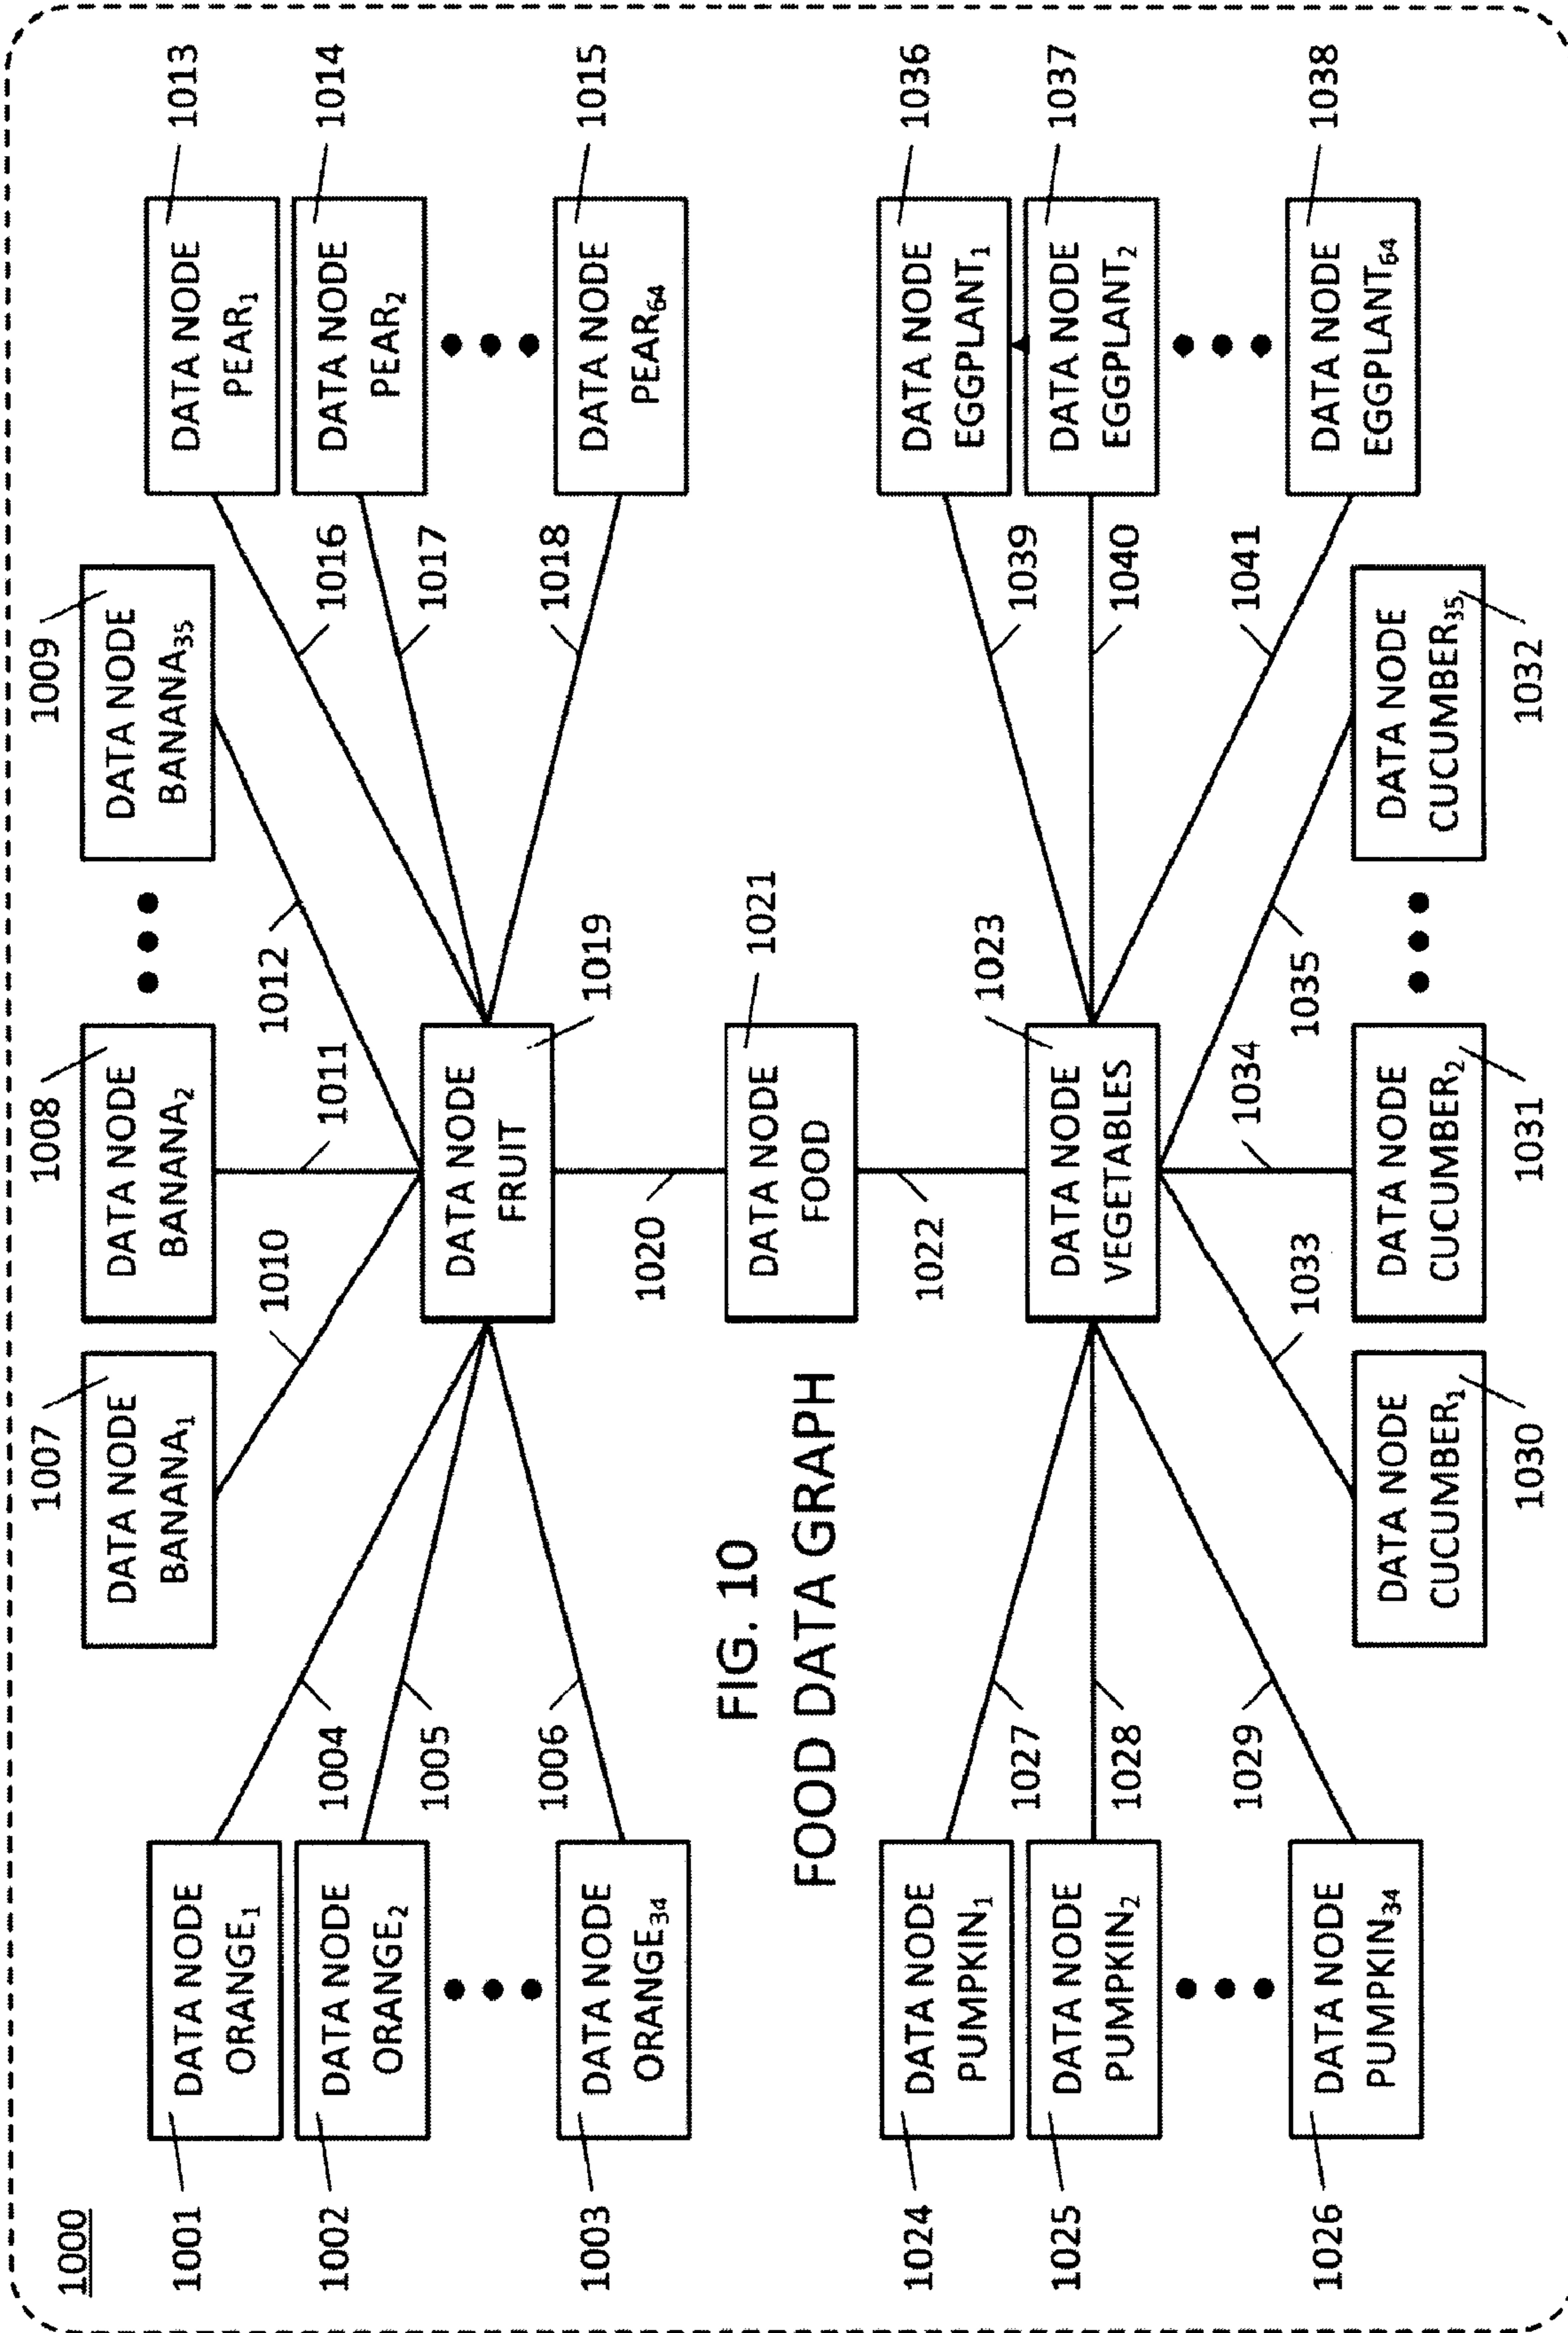 1000
1007
1008
1009
DATA NODE
BANANA₁
DATA NODE
BANANA₂
DATA NODE
BANANA₃₅
1001
DATA NODE
ORANGE₁
1002
DATA NODE
ORANGE₂
1003
DATA NODE
ORANGE₃₄
1004
1005
1006
1010
1011
1012
DATA NODE
FRUIT
1019
1016
1017
1018
DATA NODE
PEAR₁
1013
DATA NODE
PEAR₂
1014
DATA NODE
PEAR₆₄
1015
1020
DATA NODE
FOOD
1021
1022
FIG. 10
FOOD DATA GRAPH
1024
DATA NODE
PUMPKIN₁
1025
DATA NODE
PUMPKIN₂
1026
DATA NODE
PUMPKIN₃₄
1027
1028
1029
DATA NODE
VEGETABLES
1023
1039
1040
1041
DATA NODE
EGGPLANT₁
1036
DATA NODE
EGGPLANT₂
1037
DATA NODE
EGGPLANT₆₄
1038
1033
1034
1035
DATA NODE
CUCUMBER₁
DATA NODE
CUCUMBER₂
DATA NODE
CUCUMBER₃₅
1030
1031
1032